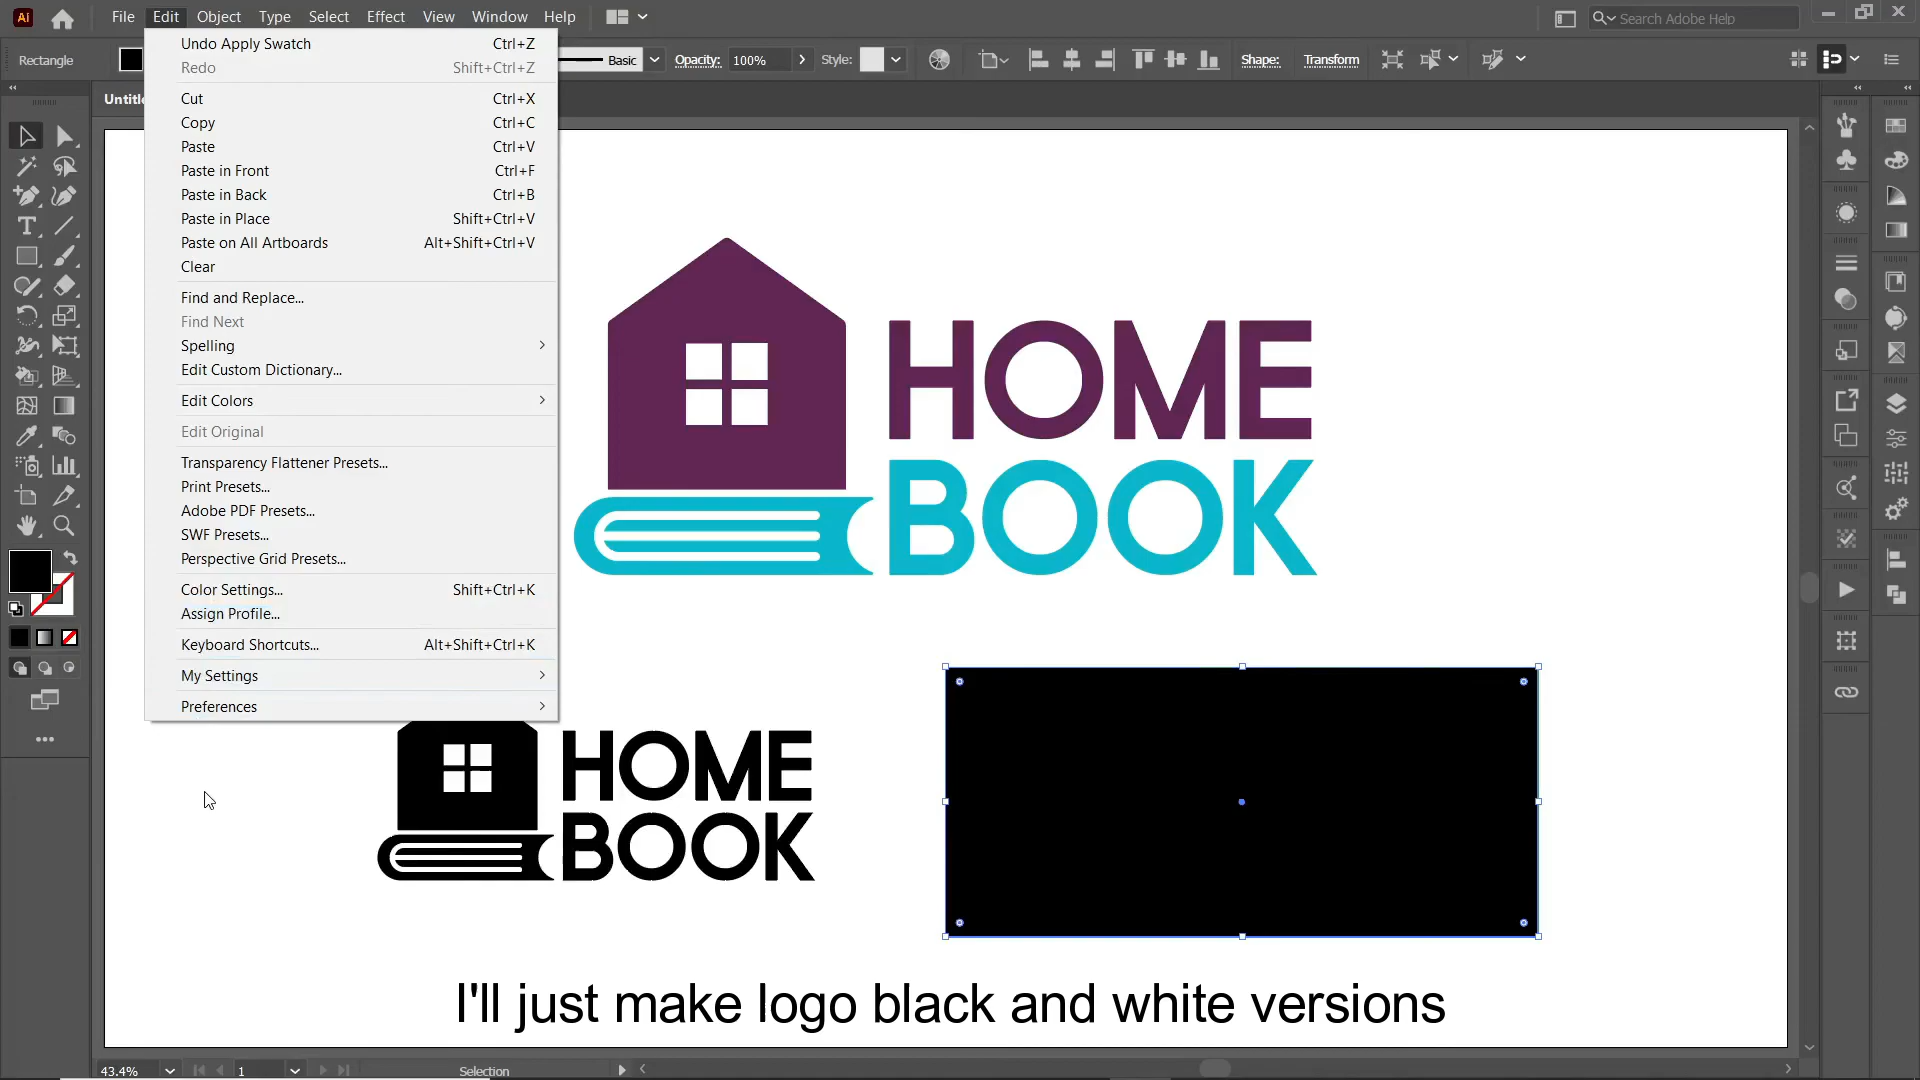 Ai
File Edit Object Type Select Effect View Window Help
Search Adobe Help
Rectangle
Basic
Opacity: 100%
Style:
Shape:
Transform
Undo Apply Swatch Ctrl+Z
Redo Shift+Ctrl+Z
Cut Ctrl+X
Copy Ctrl+C
Paste Ctrl+V
Paste in Front Ctrl+F
Paste in Back Ctrl+B
Paste in Place Shift+Ctrl+V
Paste on All Artboards Alt+Shift+Ctrl+V
Clear
Find and Replace...
Find Next
Spelling
Edit Custom Dictionary...
Edit Colors
Edit Original
Transparency Flattener Presets...
Print Presets...
Adobe PDF Presets...
SWF Presets...
Perspective Grid Presets...
Color Settings... Shift+Ctrl+K
Assign Profile...
Keyboard Shortcuts... Alt+Shift+Ctrl+K
My Settings
Preferences
HOME
BOOK
HOME
BOOK
I'll just make logo black and white versions
43.4%
1
Selection